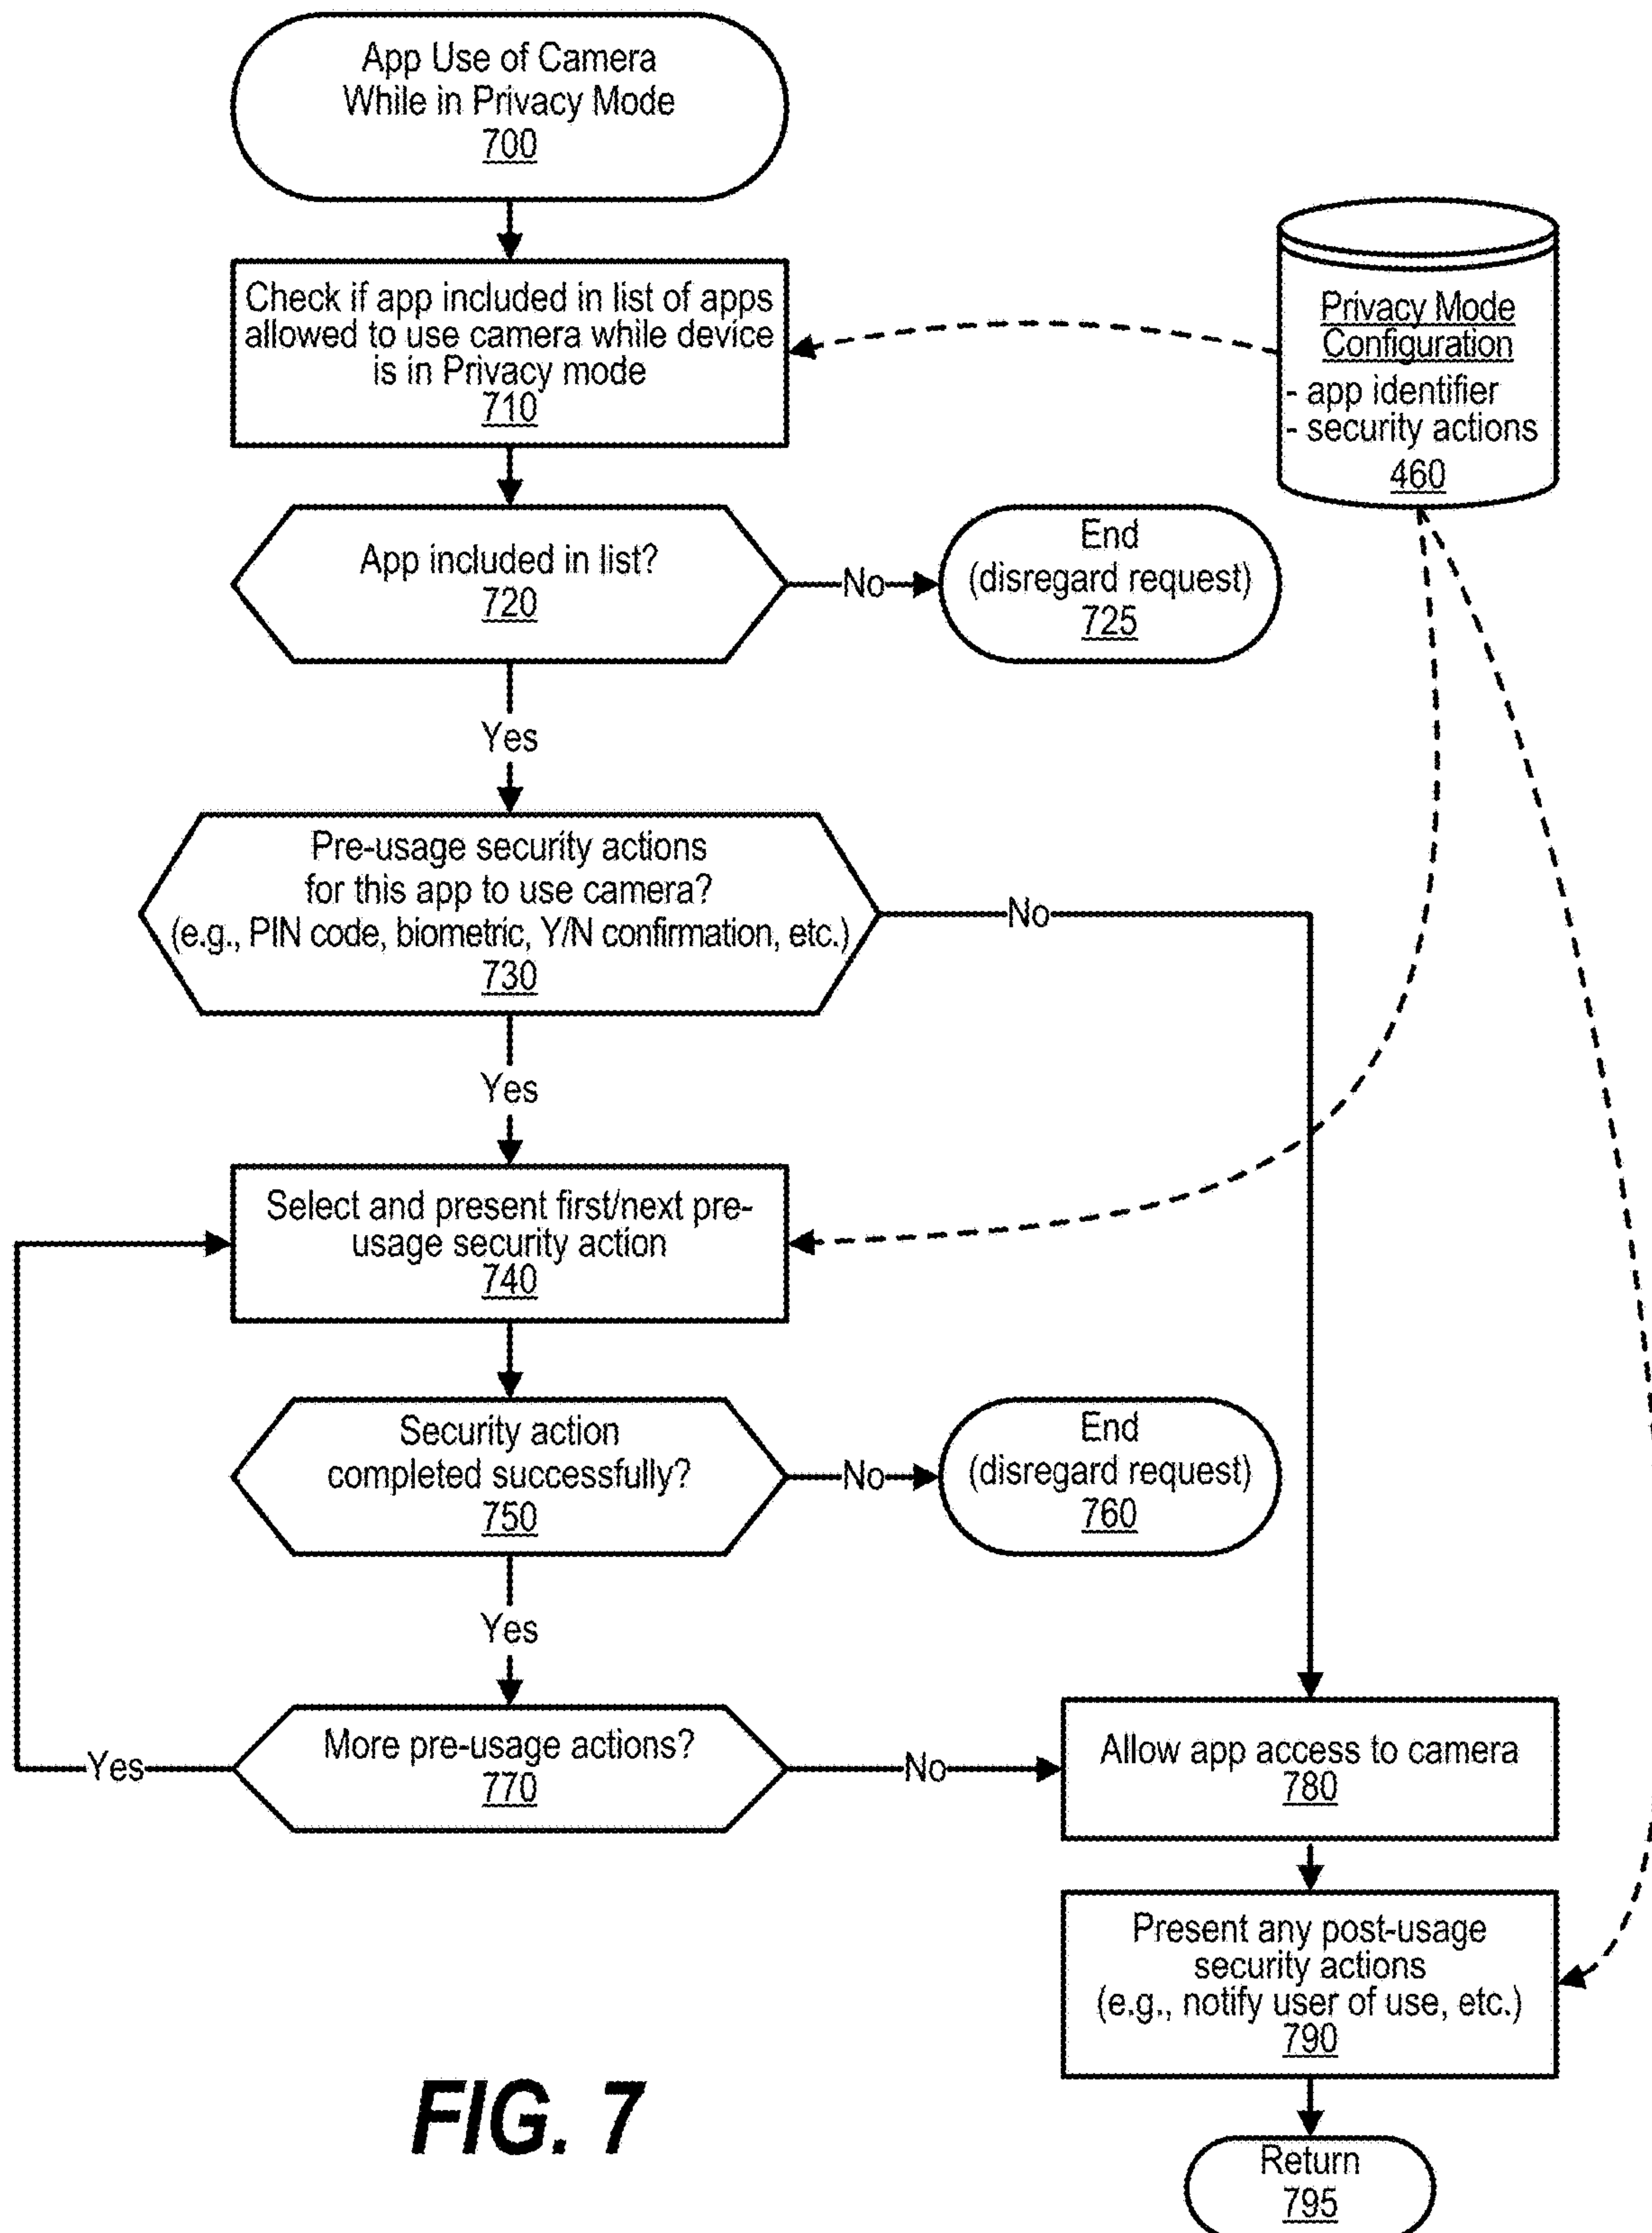 App Use of Camera
While in Privacy Mode
700
Check if app included in list of apps
allowed to use camera while device
is in Privacy mode
710
Privacy Mode
Configuration
- app identifier
- security actions
460
App included in list?
720
No
End
(disregard request)
725
Yes
Pre-usage security actions
for this app to use camera?
(e.g., PIN code, biometric, Y/N confirmation, etc.)
730
No
Yes
Select and present first/next pre-
usage security action
740
Security action
completed successfully?
750
No
End
(disregard request)
760
Yes
More pre-usage actions?
770
Yes
No
Allow app access to camera
780
Present any post-usage
security actions
(e.g., notify user of use, etc.)
790
Return
795
FIG. 7